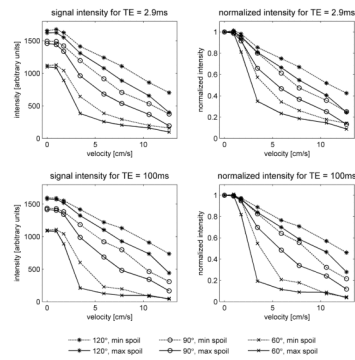 signal intensity for TE = 2.9ms
intensity [arbitrary units]
1500
1000
500
0
0 5 10
velocity [cm/s]
normalized intensity for TE = 2.9ms
normalized intensity
1
0.8
0.6
0.4
0.2
0
0 5 10
velocity [cm/s]
signal intensity for TE = 100ms
intensity [arbitrary units]
1500
1000
500
0
0 5 10
velocity [cm/s]
normalized intensity for TE = 100ms
normalized intensity
1
0.8
0.6
0.4
0.2
0
0 5 10
velocity [cm/s]
120°, min spoil 90°, min spoil 60°, min spoil
120°, max spoil 90°, max spoil 60°, max spoil